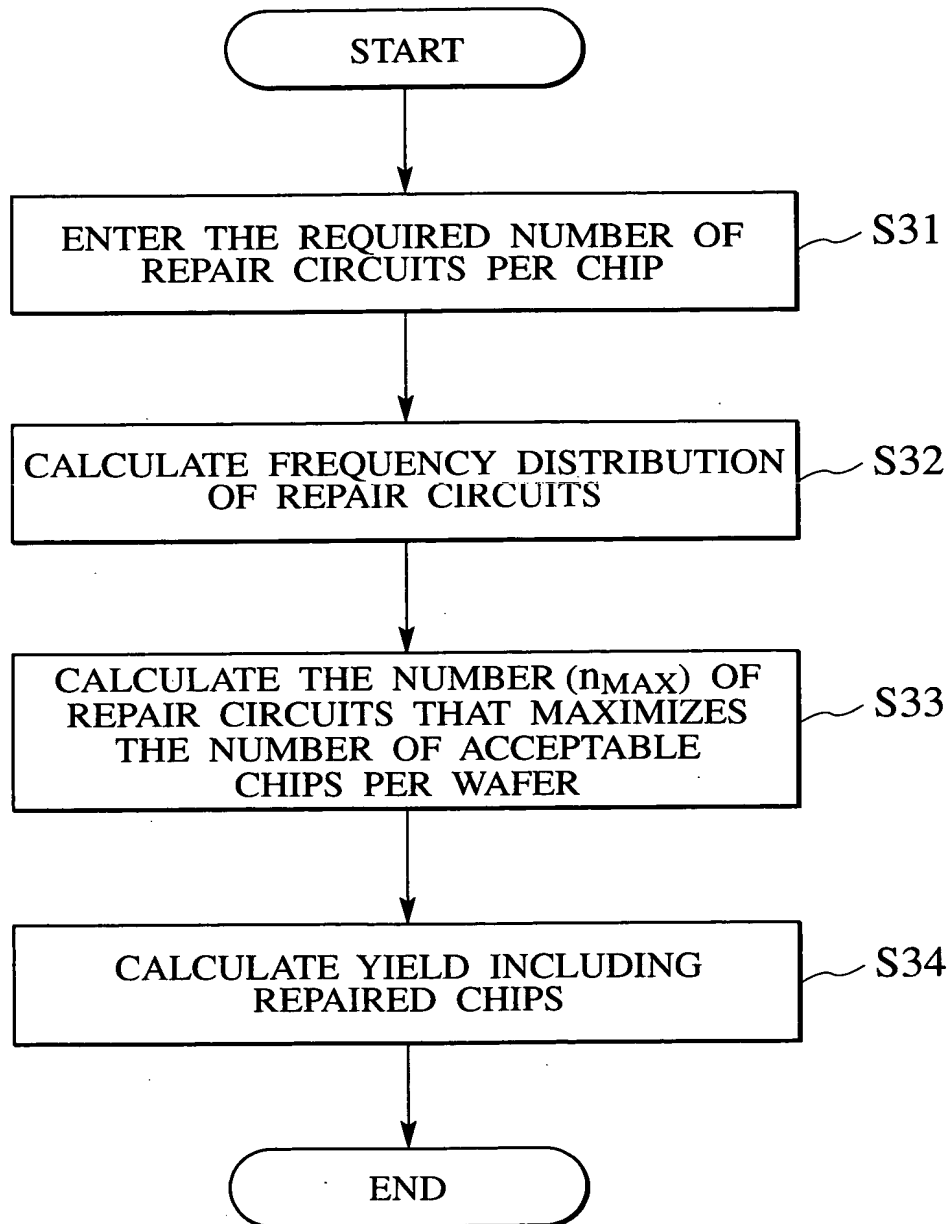 START
ENTER THE REQUIRED NUMBER OF
REPAIR CIRCUITS PER CHIP
S31
CALCULATE FREQUENCY DISTRIBUTION
OF REPAIR CIRCUITS
S32
CALCULATE THE NUMBER (nMAX) OF
REPAIR CIRCUITS THAT MAXIMIZES
THE NUMBER OF ACCEPTABLE
CHIPS PER WAFER
S33
CALCULATE YIELD INCLUDING
REPAIRED CHIPS
S34
END